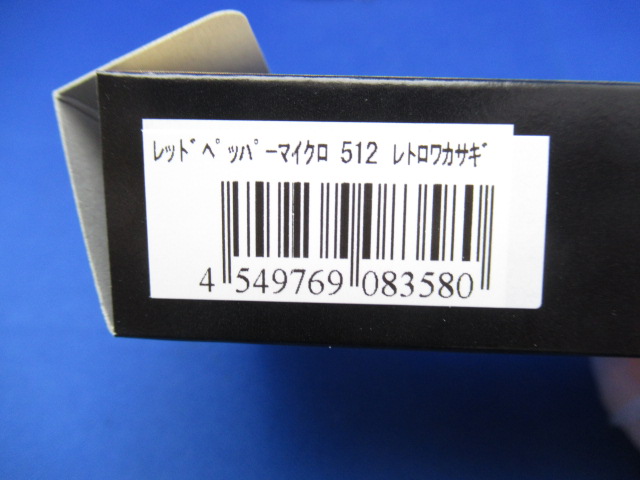 ﾚｯﾄﾞﾍﾟｯﾊﾟｰﾏｲｸﾛ 512 ﾚﾄﾛﾜｶｻｷﾞ
4 549769 083580